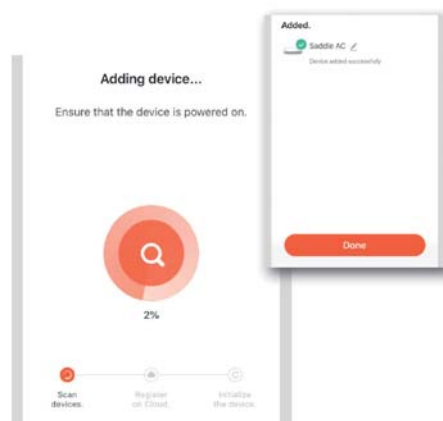 Adding device...
Ensure that the device is powered on.
2%
Scan devices.
Register on Cloud.
Initialize the device.
Added.
Saddle AC
Device added successfully
Done